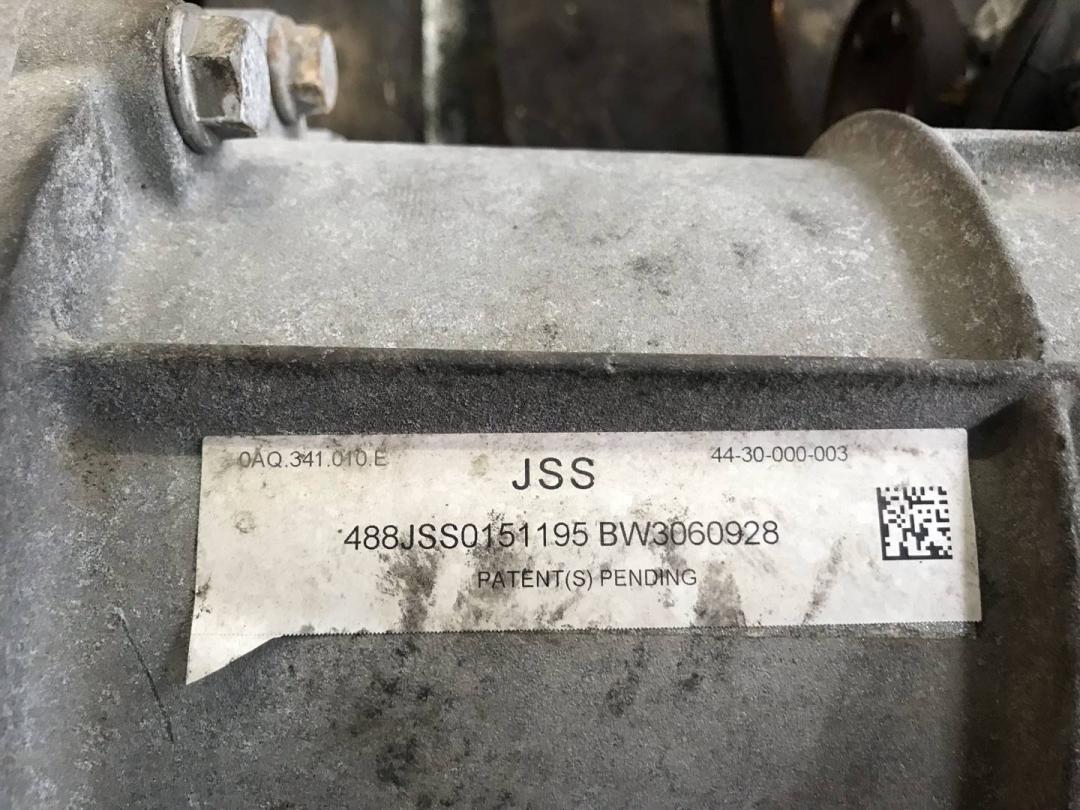 0AQ.341.010.E
44-30-000-003
JSS
488JSS0151195 BW3060928
PATENT(S) PENDING